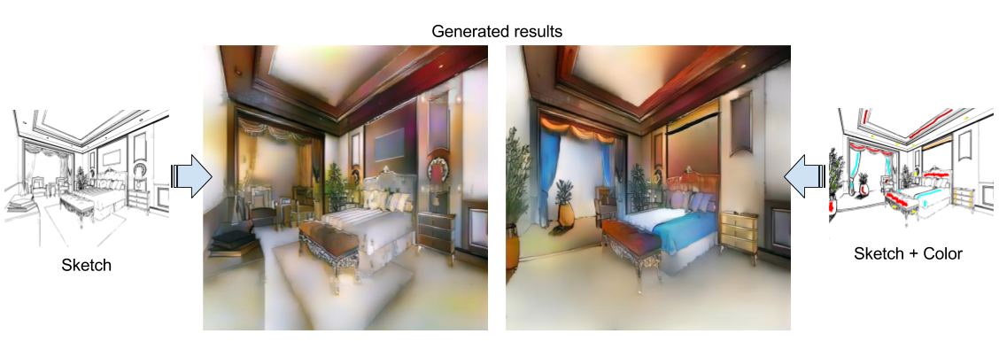 Generated results
Sketch
Sketch + Color